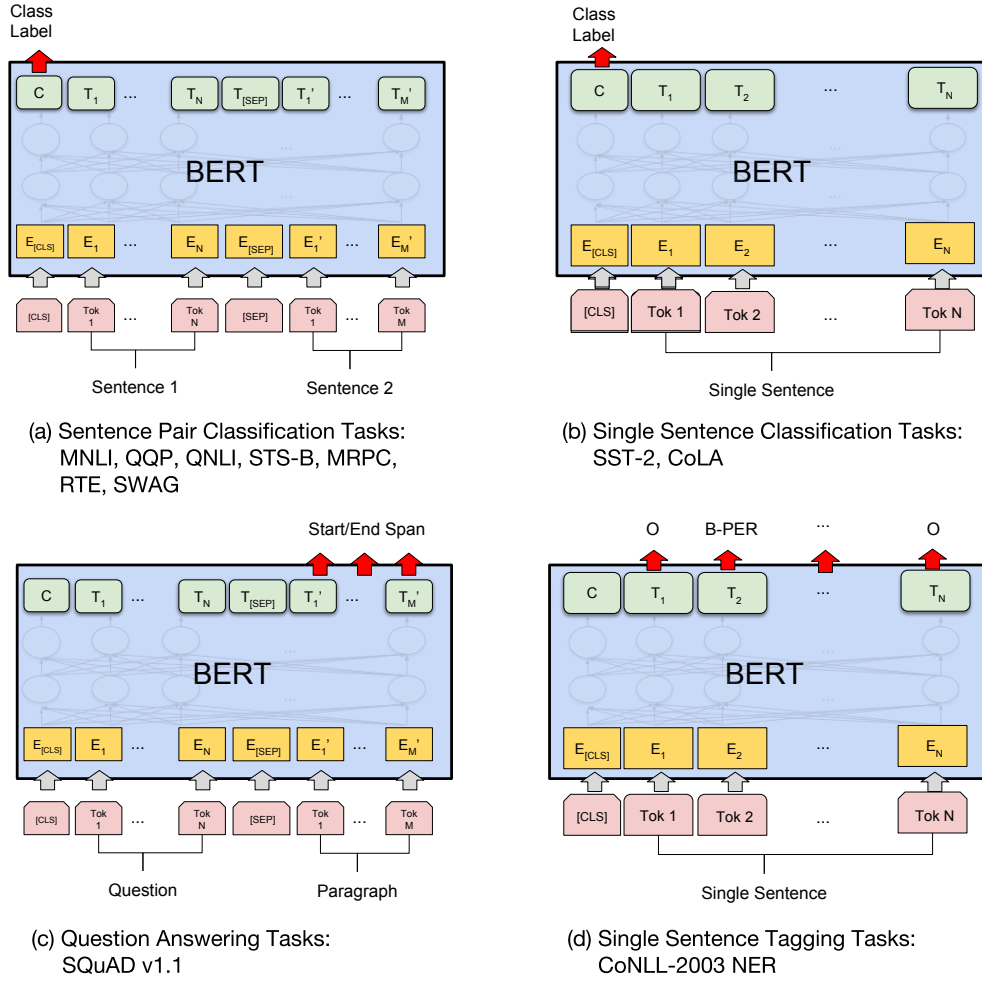 Class
Label
C T1 ... TN T[SEP] T1' ... TM'
...
BERT
...
E[CLS] E1 ... EN E[SEP] E1' ... EM'
[CLS] Tok 1 ... Tok N [SEP] Tok 1 ... Tok M
Sentence 1 Sentence 2
(a) Sentence Pair Classification Tasks:
MNLI, QQP, QNLI, STS-B, MRPC,
RTE, SWAG
Class
Label
C T1 T2 ... TN
...
BERT
...
E[CLS] E1 E2 ... EN
[CLS] Tok 1 Tok 2 ... Tok N
Single Sentence
(b) Single Sentence Classification Tasks:
SST-2, CoLA
Start/End Span
C T1 ... TN T[SEP] T1' ... TM'
...
BERT
...
E[CLS] E1 ... EN E[SEP] E1' ... EM'
[CLS] Tok 1 ... Tok N [SEP] Tok 1 ... Tok M
Question Paragraph
(c) Question Answering Tasks:
SQuAD v1.1
O B-PER ... O
C T1 T2 ... TN
...
BERT
...
E[CLS] E1 E2 ... EN
[CLS] Tok 1 Tok 2 ... Tok N
Single Sentence
(d) Single Sentence Tagging Tasks:
CoNLL-2003 NER